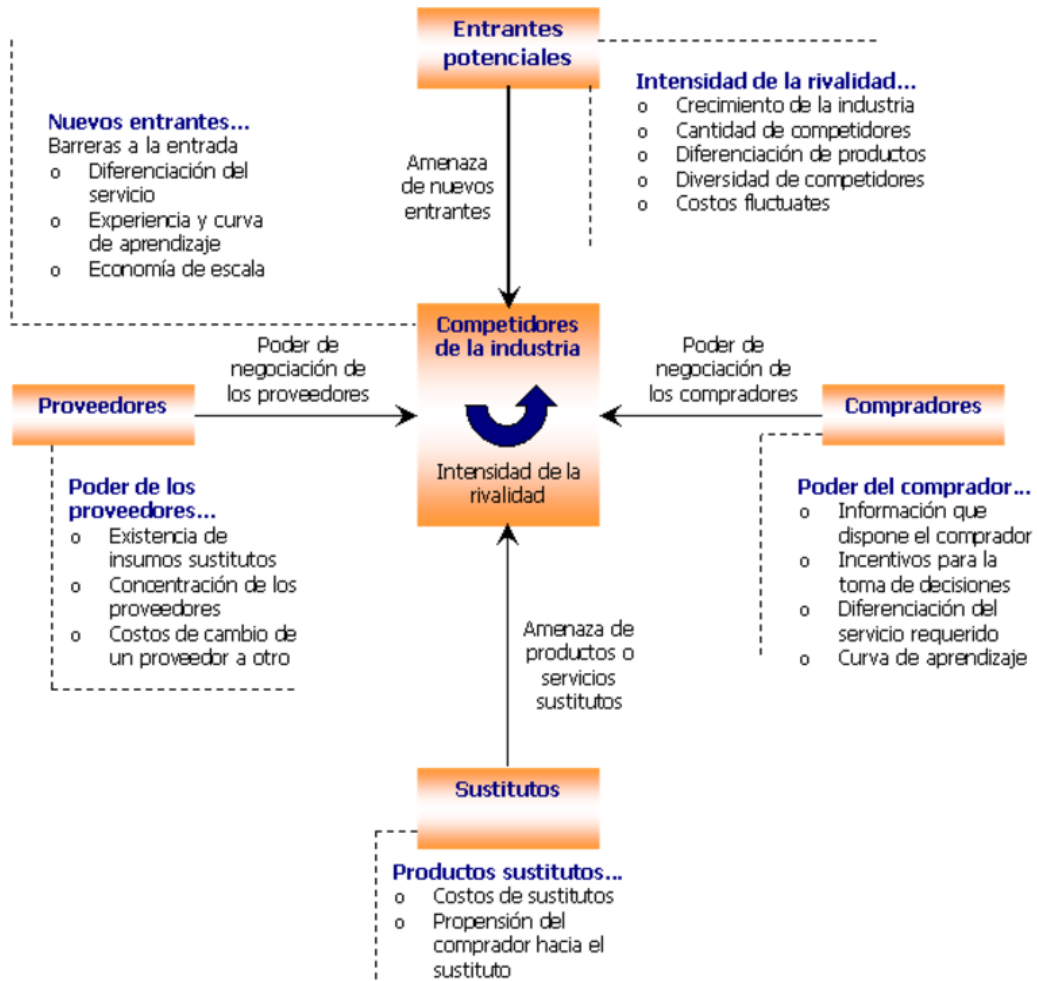 Entrantes
potenciales
Intensidad de la rivalidad...
o Crecimiento de la industria
o Cantidad de competidores
o Diferenciación de productos
o Diversidad de competidores
o Costos fluctuates
Nuevos entrantes...
Barreras a la entrada
o Diferenciación del
servicio
o Experiencia y curva
de aprendizaje
o Economía de escala
Amenaza
de nuevos
entrantes
Competidores
de la industria
Intensidad de la
rivalidad
Poder de
negociación de
los proveedores
Proveedores
Poder de
negociación de
los compradores
Compradores
Poder de los
proveedores...
o Existencia de
insumos sustitutos
o Concentración de los
proveedores
o Costos de cambio de
un proveedor a otro
Poder del comprador...
o Información que
dispone el comprador
o Incentivos para la
toma de decisiones
o Diferenciación del
servicio requerido
o Curva de aprendizaje
Amenaza de
productos o
servicios
sustitutos
Sustitutos
Productos sustitutos...
o Costos de sustitutos
o Propensión del
comprador hacia el
sustituto